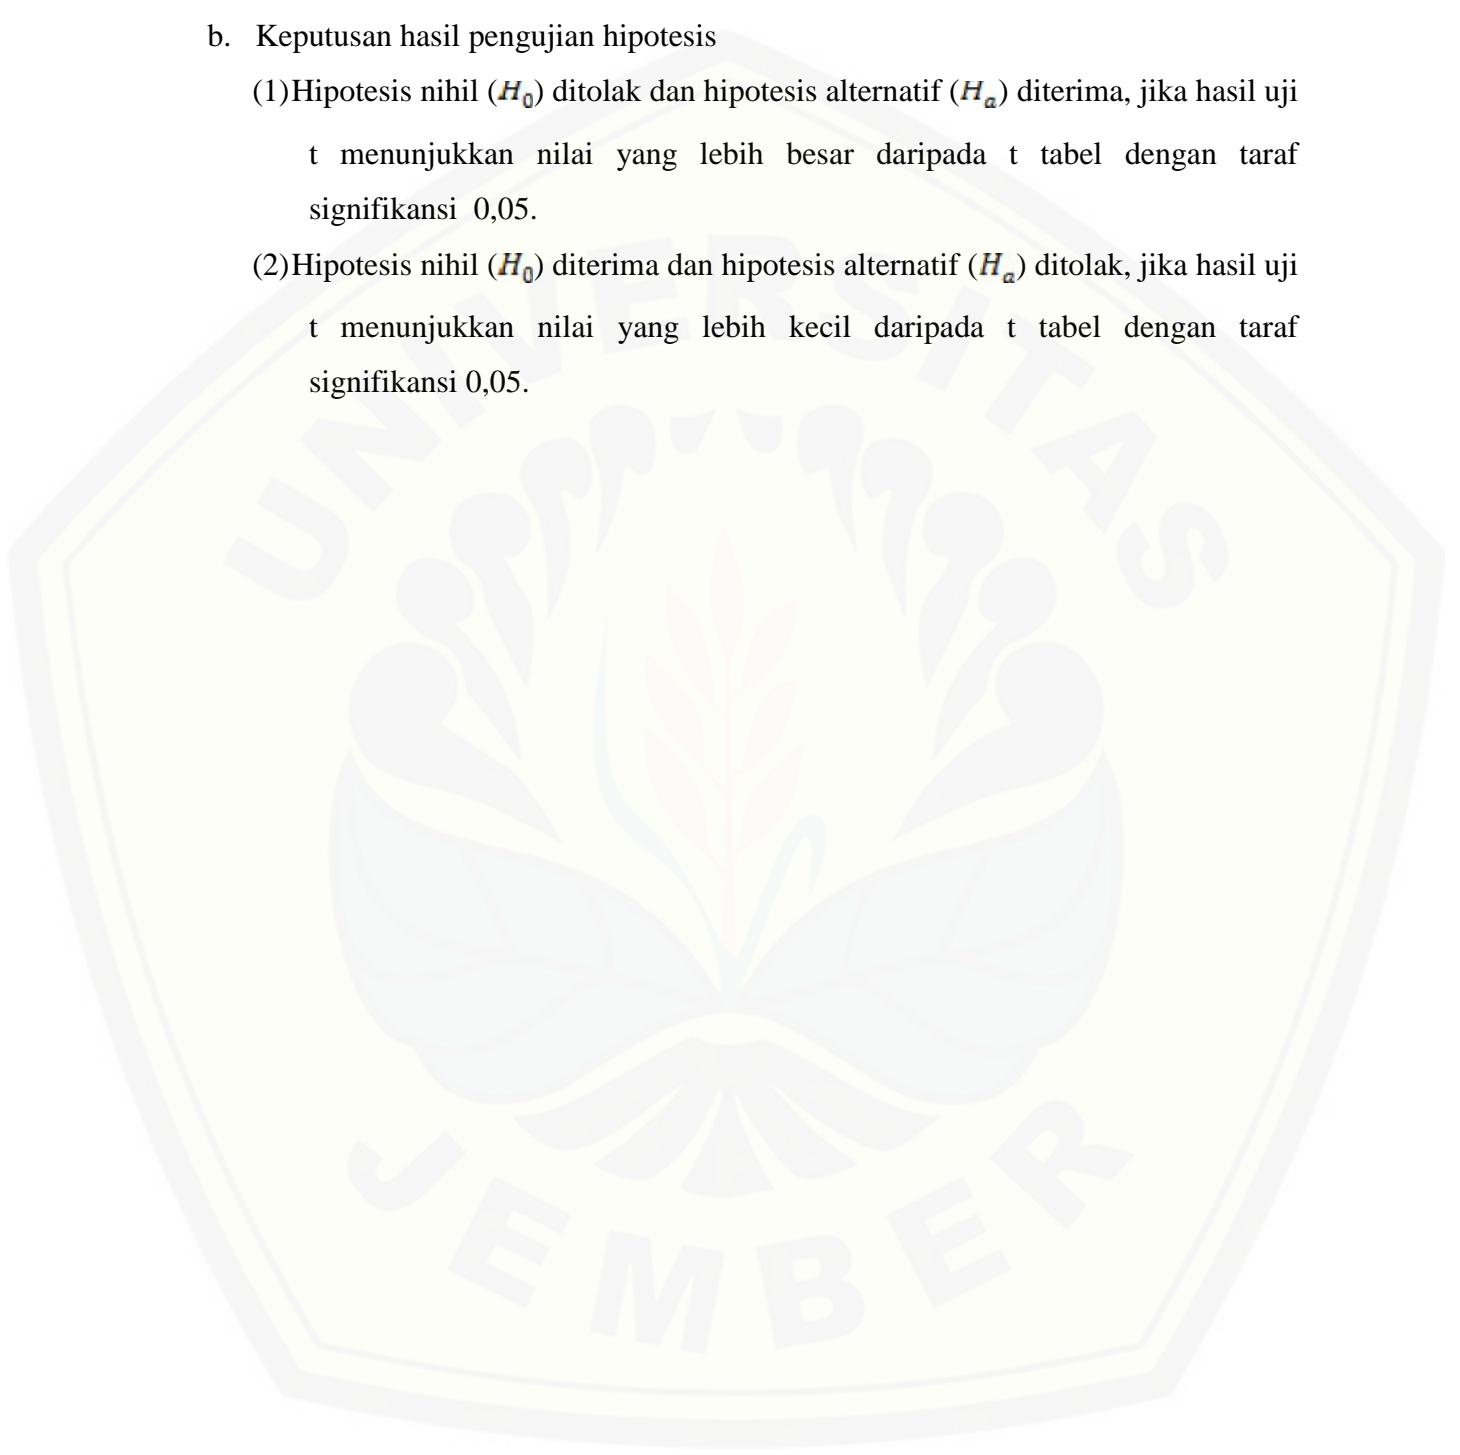 b. Keputusan hasil pengujian hipotesis
(1)Hipotesis nihil (H₀) ditolak dan hipotesis alternatif (Hₐ) diterima, jika hasil uji
t menunjukkan nilai yang lebih besar daripada t tabel dengan taraf
signifikansi 0,05.
(2)Hipotesis nihil (H₀) diterima dan hipotesis alternatif (Hₐ) ditolak, jika hasil uji
t menunjukkan nilai yang lebih kecil daripada t tabel dengan taraf
signifikansi 0,05.
UNIVERSITAS
JEMBER